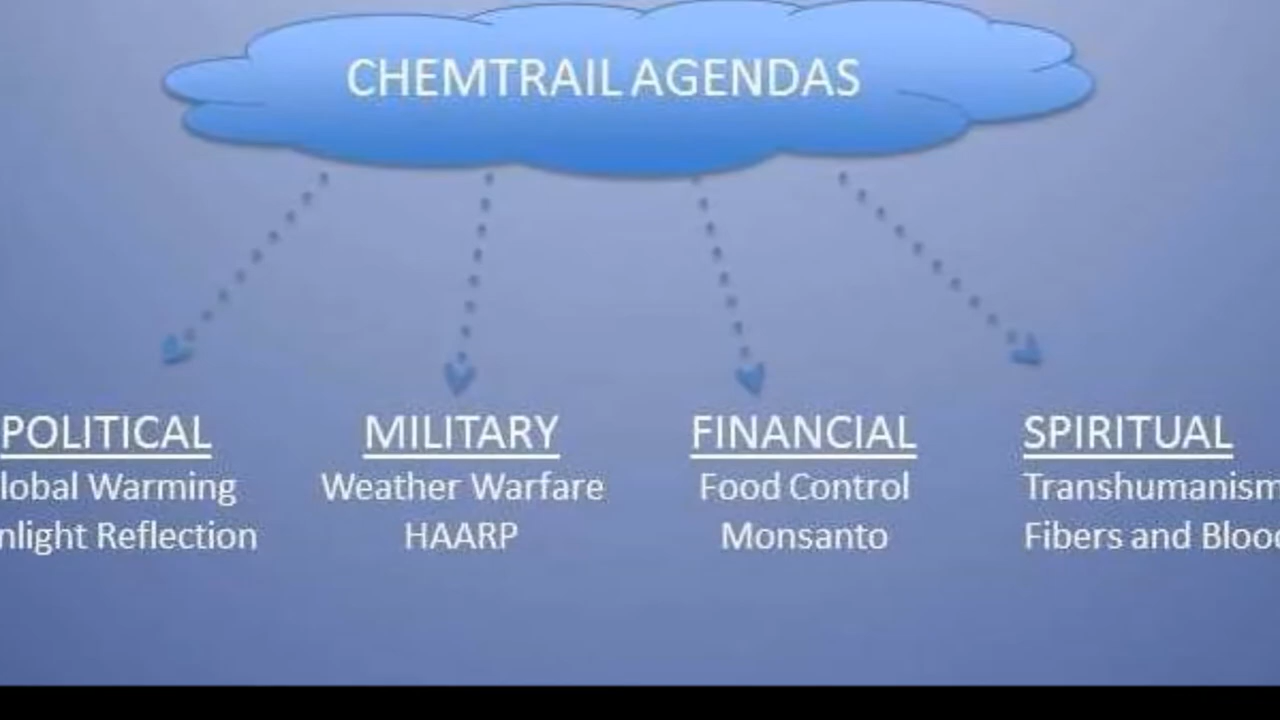 CHEMTRAIL AGENDAS
POLITICAL
lobal Warming
nlight Reflection
MILITARY
Weather Warfare
HAARP
FINANCIAL
Food Control
Monsanto
SPIRITUAL
Transhumanism
Fibers and Blood